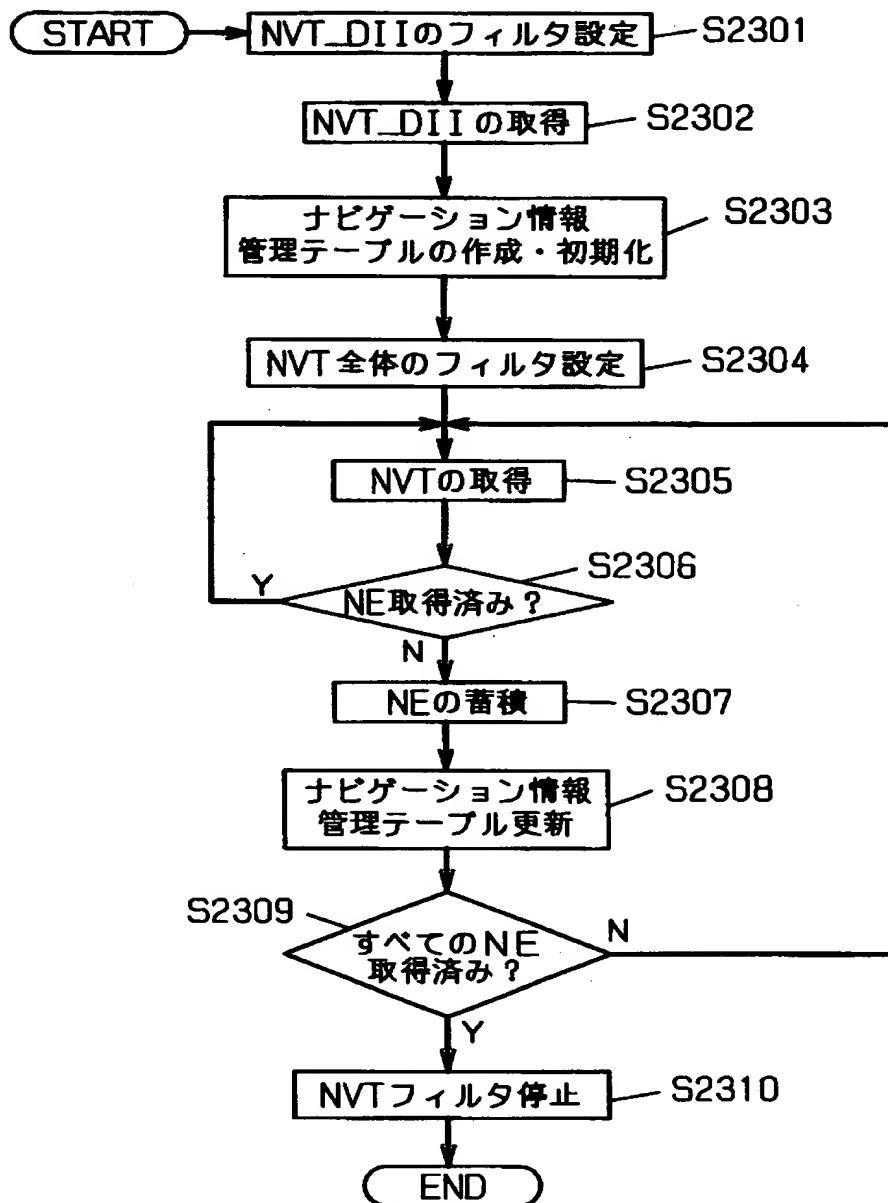 START
NVT_DIIのフィルタ設定
S2301
NVT_DIIの取得
S2302
ナビゲーション情報
管理テーブルの作成・初期化
S2303
NVT全体のフィルタ設定
S2304
NVTの取得
S2305
NE取得済み？
S2306
Y
N
NEの蓄積
S2307
ナビゲーション情報
管理テーブル更新
S2308
S2309
すべてのNE
取得済み？
N
Y
NVTフィルタ停止
S2310
END